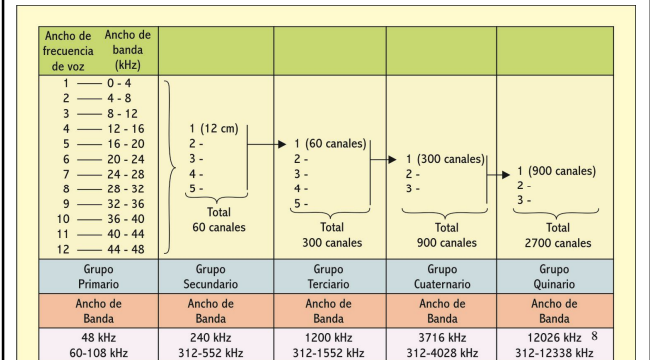 Ancho de frecuencia de voz
Ancho de banda (kHz)
1 — 0 - 4
2 — 4 - 8
3 — 8 - 12
4 — 12 - 16
5 — 16 - 20
6 — 20 - 24
7 — 24 - 28
8 — 28 - 32
9 — 32 - 36
10 — 36 - 40
11 — 40 - 44
12 — 44 - 48
1 (12 cm)
2 -
3 -
4 -
5 -
Total
60 canales
1 (60 canales)
2 -
3 -
4 -
5 -
Total
300 canales
1 (300 canales)
2 -
3 -
Total
900 canales
1 (900 canales)
2 -
3 -
Total
2700 canales
Grupo Primario
Grupo Secundario
Grupo Terciario
Grupo Cuaternario
Grupo Quinario
Ancho de Banda
Ancho de Banda
Ancho de Banda
Ancho de Banda
Ancho de Banda
48 kHz
60-108 kHz
240 kHz
312-552 kHz
1200 kHz
312-1552 kHz
3716 kHz
312-4028 kHz
12026 kHz
312-12338 kHz
8